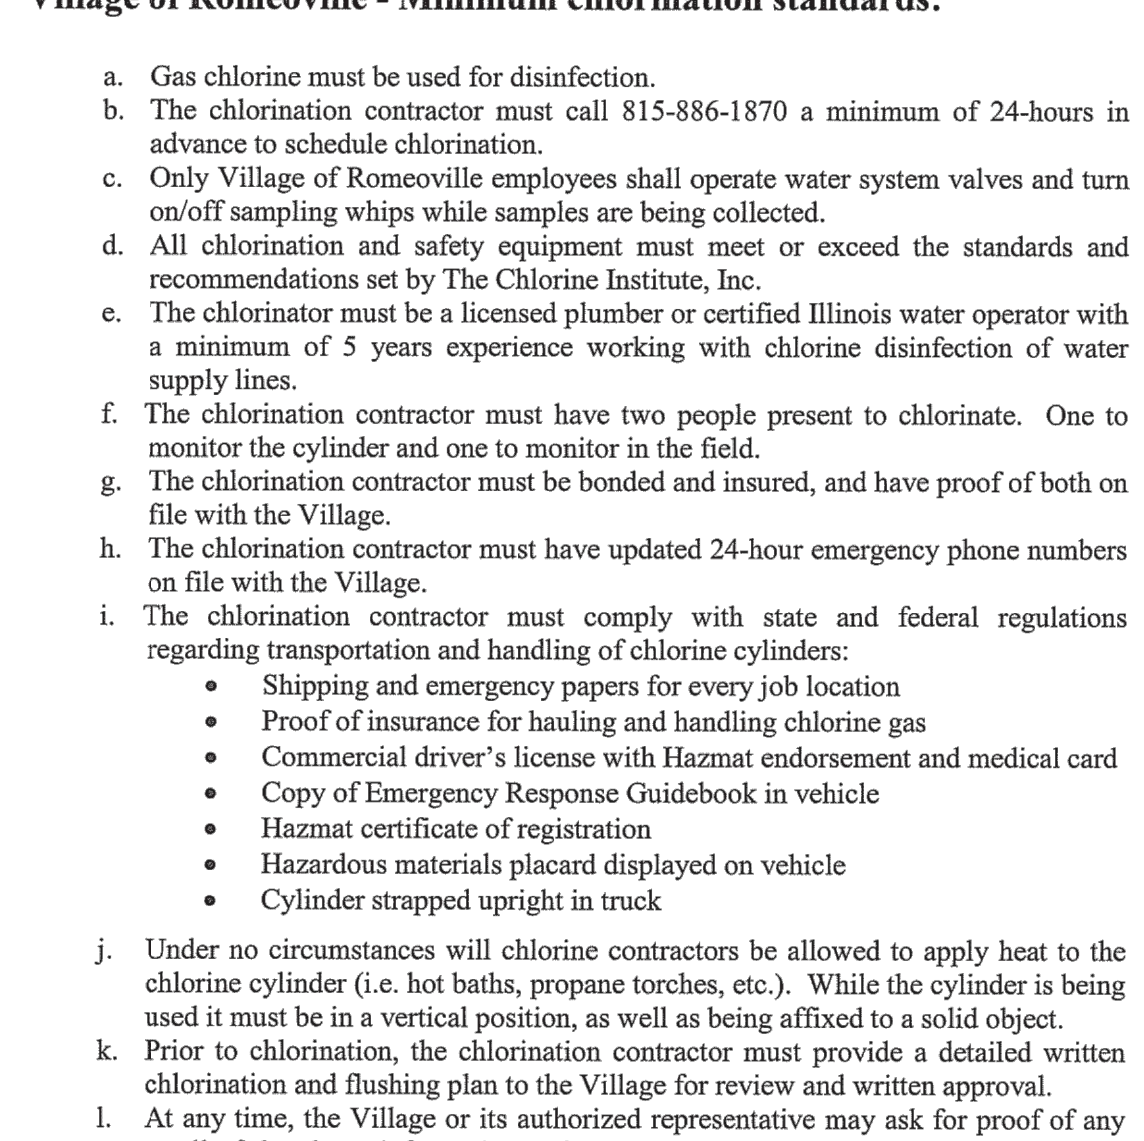 Village of Romeoville - Minimum chlorination standards:
a. Gas chlorine must be used for disinfection.
b. The chlorination contractor must call 815-886-1870 a minimum of 24-hours in
advance to schedule chlorination.
c. Only Village of Romeoville employees shall operate water system valves and turn
on/off sampling whips while samples are being collected.
d. All chlorination and safety equipment must meet or exceed the standards and
recommendations set by The Chlorine Institute, Inc.
e. The chlorinator must be a licensed plumber or certified Illinois water operator with
a minimum of 5 years experience working with chlorine disinfection of water
supply lines.
f. The chlorination contractor must have two people present to chlorinate. One to
monitor the cylinder and one to monitor in the field.
g. The chlorination contractor must be bonded and insured, and have proof of both on
file with the Village.
h. The chlorination contractor must have updated 24-hour emergency phone numbers
on file with the Village.
i. The chlorination contractor must comply with state and federal regulations
regarding transportation and handling of chlorine cylinders:
• Shipping and emergency papers for every job location
• Proof of insurance for hauling and handling chlorine gas
• Commercial driver's license with Hazmat endorsement and medical card
• Copy of Emergency Response Guidebook in vehicle
• Hazmat certificate of registration
• Hazardous materials placard displayed on vehicle
• Cylinder strapped upright in truck
j. Under no circumstances will chlorine contractors be allowed to apply heat to the
chlorine cylinder (i.e. hot baths, propane torches, etc.). While the cylinder is being
used it must be in a vertical position, as well as being affixed to a solid object.
k. Prior to chlorination, the chlorination contractor must provide a detailed written
chlorination and flushing plan to the Village for review and written approval.
l. At any time, the Village or its authorized representative may ask for proof of any